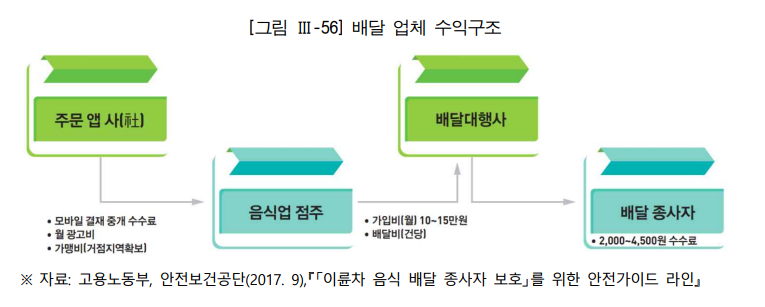 [그림 Ⅲ-56] 배달 업체 수익구조
주문 앱 사(社)
배달대행사
음식업 점주
배달 종사자
• 모바일 결재 중개 수수료
• 월 광고비
• 가맹비(거점지역확보)
• 가입비(월) 10~15만원
• 배달비(건당)
• 2,000~4,500원 수수료
※ 자료: 고용노동부, 안전보건공단(2017. 9),『「이륜차 음식 배달 종사자 보호」를 위한 안전가이드 라인』